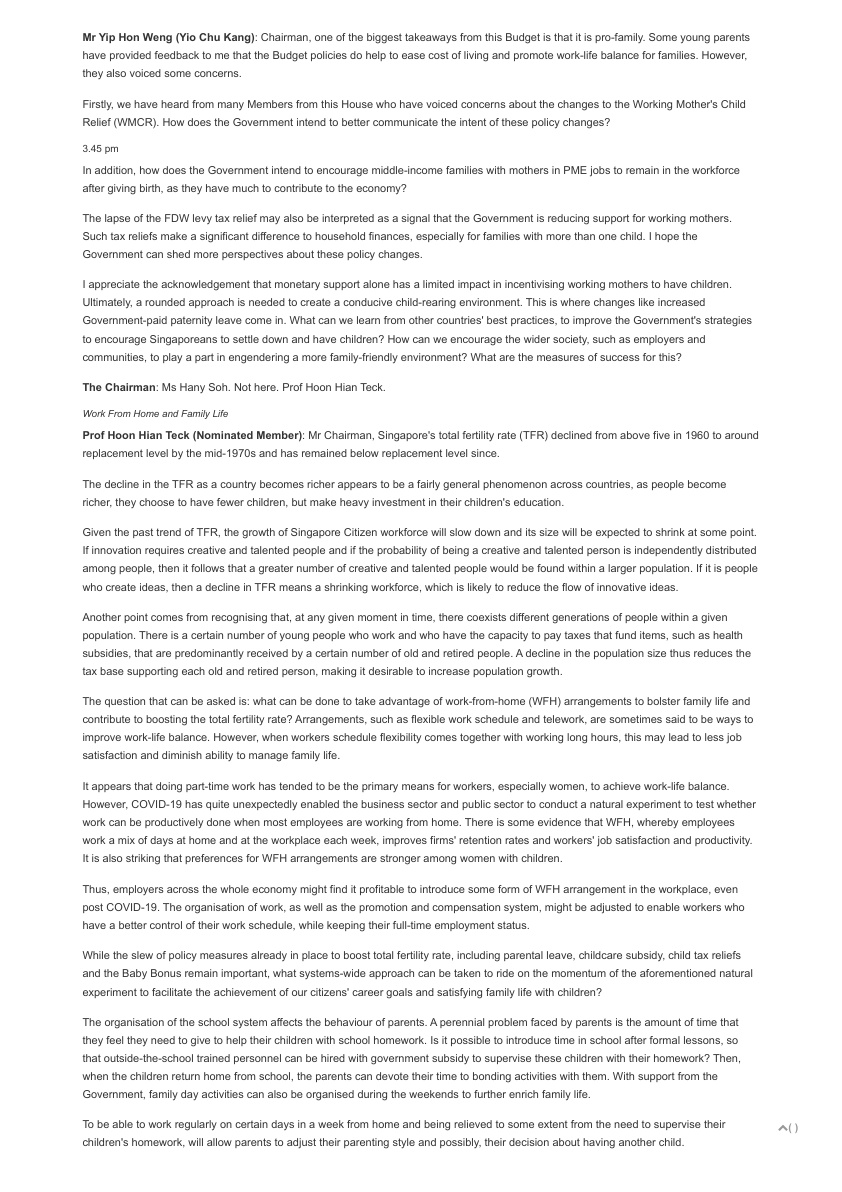 Mr Yip Hon Weng (Yio Chu Kang): Chairman, one of the biggest takeaways from this Budget is that it is pro-family. Some young parents
have provided feedback to me that the Budget policies do help to ease cost of living and promote work-life balance for families. However,
they also voiced some concerns.
Firstly, we have heard from many Members from this House who have voiced concerns about the changes to the Working Mother's Child
Relief (WMCR). How does the Government intend to better communicate the intent of these policy changes?
3.45 pm
In addition, how does the Government intend to encourage middle-income families with mothers in PME jobs to remain in the workforce
after giving birth, as they have much to contribute to the economy?
The lapse of the FDW levy tax relief may also be interpreted as a signal that the Government is reducing support for working mothers.
Such tax reliefs make a significant difference to household finances, especially for families with more than one child. I hope the
Government can shed more perspectives about these policy changes.
I appreciate the acknowledgement that monetary support alone has a limited impact in incentivising working mothers to have children.
Ultimately, a rounded approach is needed to create a conducive child-rearing environment. This is where changes like increased
Government-paid paternity leave come in. What can we learn from other countries' best practices, to improve the Government's strategies
to encourage Singaporeans to settle down and have children? How can we encourage the wider society, such as employers and
communities, to play a part in engendering a more family-friendly environment? What are the measures of success for this?
The Chairman: Ms Hany Soh. Not here. Prof Hoon Hian Teck.
Work From Home and Family Life
Prof Hoon Hian Teck (Nominated Member): Mr Chairman, Singapore's total fertility rate (TFR) declined from above five in 1960 to around
replacement level by the mid-1970s and has remained below replacement level since.
The decline in the TFR as a country becomes richer appears to be a fairly general phenomenon across countries, as people become
richer, they choose to have fewer children, but make heavy investment in their children's education.
Given the past trend of TFR, the growth of Singapore Citizen workforce will slow down and its size will be expected to shrink at some point.
If innovation requires creative and talented people and if the probability of being a creative and talented person is independently distributed
among people, then it follows that a greater number of creative and talented people would be found within a larger population. If it is people
who create ideas, then a decline in TFR means a shrinking workforce, which is likely to reduce the flow of innovative ideas.
Another point comes from recognising that, at any given moment in time, there coexists different generations of people within a given
population. There is a certain number of young people who work and who have the capacity to pay taxes that fund items, such as health
subsidies, that are predominantly received by a certain number of old and retired people. A decline in the population size thus reduces the
tax base supporting each old and retired person, making it desirable to increase population growth.
The question that can be asked is: what can be done to take advantage of work-from-home (WFH) arrangements to bolster family life and
contribute to boosting the total fertility rate? Arrangements, such as flexible work schedule and telework, are sometimes said to be ways to
improve work-life balance. However, when workers schedule flexibility comes together with working long hours, this may lead to less job
satisfaction and diminish ability to manage family life.
It appears that doing part-time work has tended to be the primary means for workers, especially women, to achieve work-life balance.
However, COVID-19 has quite unexpectedly enabled the business sector and public sector to conduct a natural experiment to test whether
work can be productively done when most employees are working from home. There is some evidence that WFH, whereby employees
work a mix of days at home and at the workplace each week, improves firms' retention rates and workers' job satisfaction and productivity.
It is also striking that preferences for WFH arrangements are stronger among women with children.
Thus, employers across the whole economy might find it profitable to introduce some form of WFH arrangement in the workplace, even
post COVID-19. The organisation of work, as well as the promotion and compensation system, might be adjusted to enable workers who
have a better control of their work schedule, while keeping their full-time employment status.
While the slew of policy measures already in place to boost total fertility rate, including parental leave, childcare subsidy, child tax reliefs
and the Baby Bonus remain important, what systems-wide approach can be taken to ride on the momentum of the aforementioned natural
experiment to facilitate the achievement of our citizens' career goals and satisfying family life with children?
The organisation of the school system affects the behaviour of parents. A perennial problem faced by parents is the amount of time that
they feel they need to give to help their children with school homework. Is it possible to introduce time in school after formal lessons, so
that outside-the-school trained personnel can be hired with government subsidy to supervise these children with their homework? Then,
when the children return home from school, the parents can devote their time to bonding activities with them. With support from the
Government, family day activities can also be organised during the weekends to further enrich family life.
To be able to work regularly on certain days in a week from home and being relieved to some extent from the need to supervise their
children's homework, will allow parents to adjust their parenting style and possibly, their decision about having another child.
( )